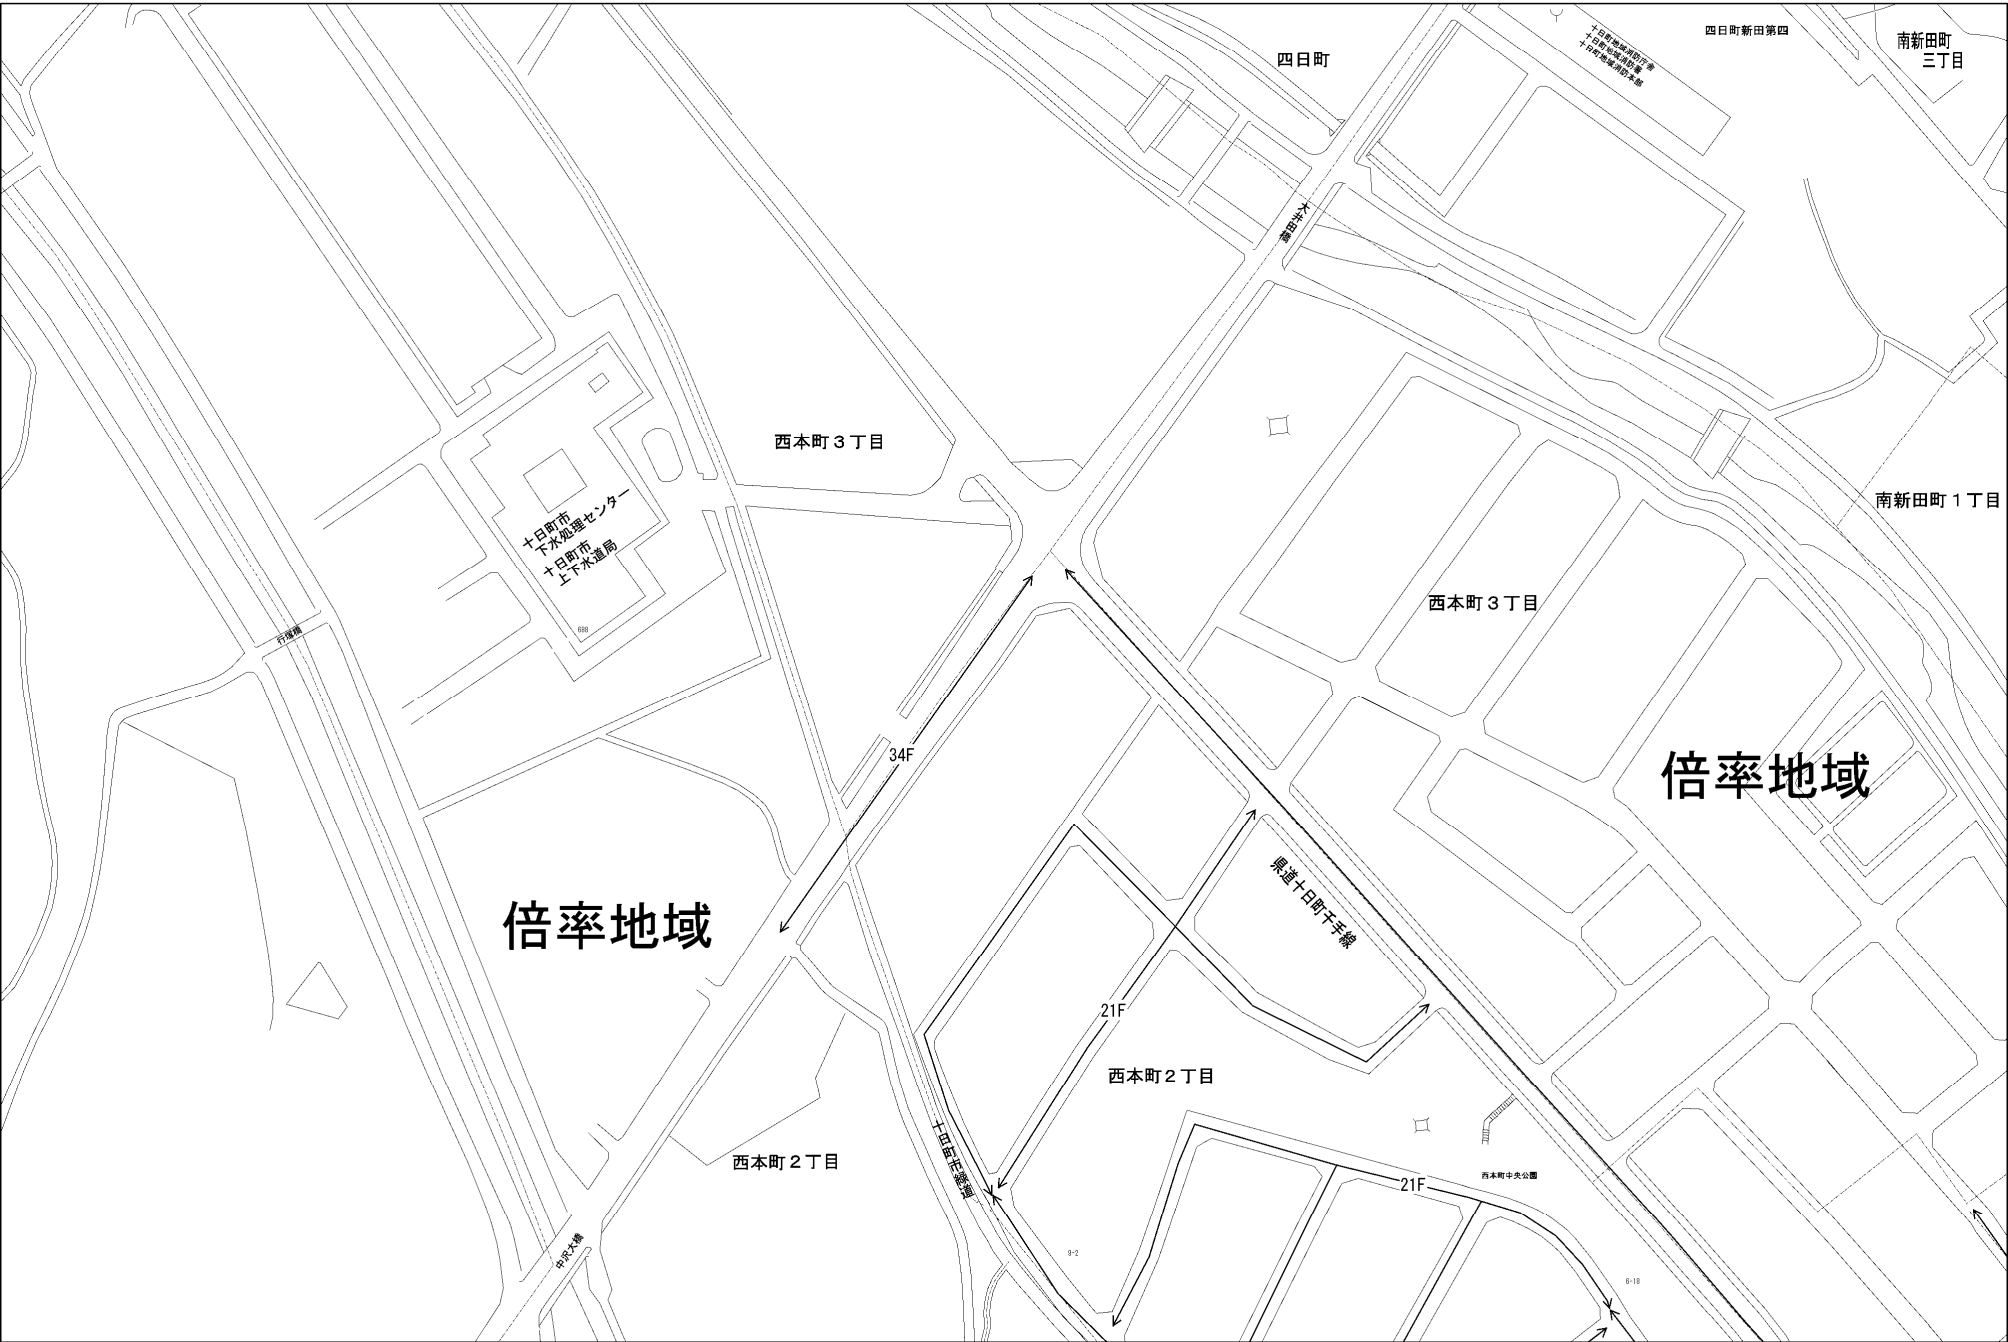 四日町
十日町地域消防庁舎
十日町地域消防署
十日町地域消防本部
四日町新田第四
南新田町
三丁目
大井田橋
西本町３丁目
南新田町１丁目
十日町市
下水処理センター
十日町市
上下水道局
688
行塚橋
西本町３丁目
34F
倍率地域
倍率地域
県道十日町千手線
21F
西本町２丁目
十日町市緑道
西本町２丁目
21F
西本町中央公園
中沢大橋
9-2
6-18